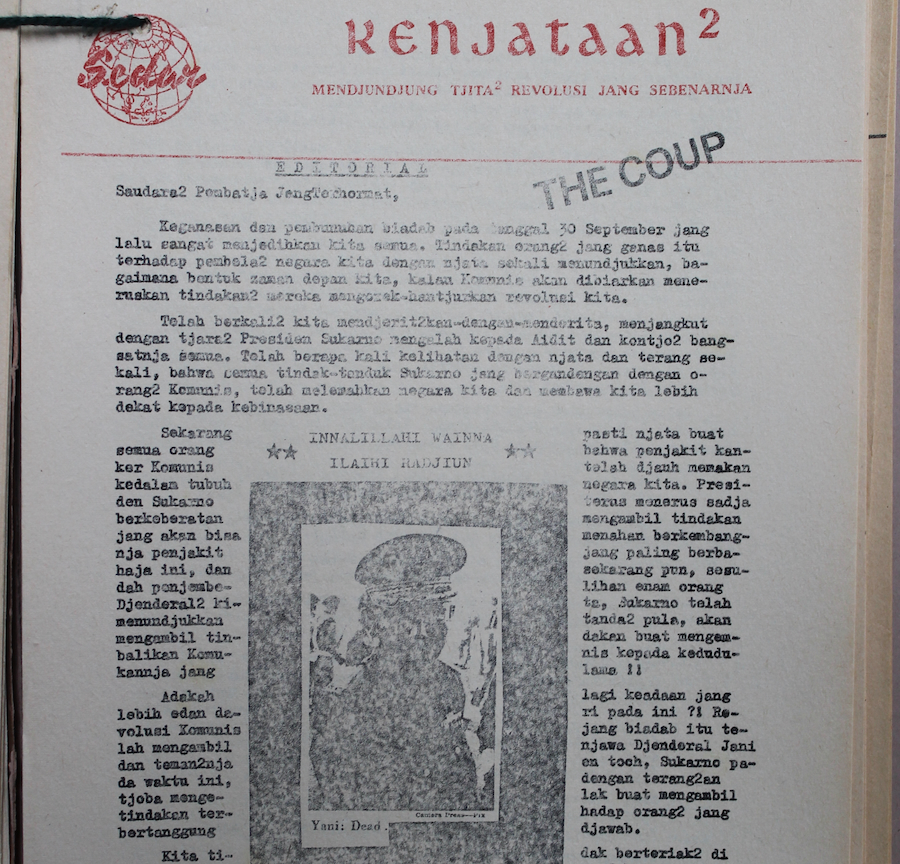 Sedar
KENJATAAN²
MENDJUNDJUNG TJITA² REVOLUSI JANG SEBENARNJA
THE COUP
EDITORIAL
Saudara2 Pembatja JangTerhormat,
Keganasan dan pembunuhan biadab pada tanggal 30 September jang
lalu sangat menjedihkan kita semua. Tindakan orang2 jang ganas itu
terhadap pembela2 negara kita dengan njata sekali menundjukkan, ba-
gaimana bentuk zaman depan kita, kalau Komunis akan dibiarkan mene-
ruskan tindakan2 mereka mengorek-hantjurkan revolusi kita.
Telah berkali2 kita mendjerit2kan-dengan-menderita, menjangkut
dengan tjara2 Presiden Sukarno mengalah kepada Aidit dan kontjo2 bang-
satnja semua. Telah berapa kali kelihatan dengan njata dan terang se-
kali, bahwa semua tindak-tanduk Sukarno jang bergandengan dengan o-
rang2 Komunis, telah melemahkan negara kita dan membawa kita lebih
dekat kepada kebinasaan.
Sekarang pasti njata buat
semua orang bahwa penjakit kan-
ker Komunis telah djauh memakan
kedalam tubuh negara kita. Presi-
den Sukarno terus menerus sadja
berkeberatan mengambil tindakan
jang akan bisa menahan berkembang-
nja penjakit jang paling berba-
haja ini, dan sekarang pun, sesu-
dah penjembe- lihan enam orang
Djenderal2 ki- ta, Sukarno telah
menundjukkan tanda2 pula, akan
mengambil tin- dakan buat mengem-
balikan Komu- nis kepada kedudu-
kannja jang lama !!
Adakah lagi keadaan jang
lebih edan da- ri pada ini ?! Re-
volusi Komunis jang biadab itu te-
lah mengambil njawa Djenderal Jani
dan teman2nja en toch, Sukarno pa-
da waktu ini, dengan terang2an
tjoba menge- lak buat mengambil
tindakan ter- hadap orang2 jang
bertanggung djawab.
Kita ti- dak berteriak2 di
INNALILLAHI WAINNA
ILAIHI RADJIUN
Camera Press—Pix
Yani: Dead.